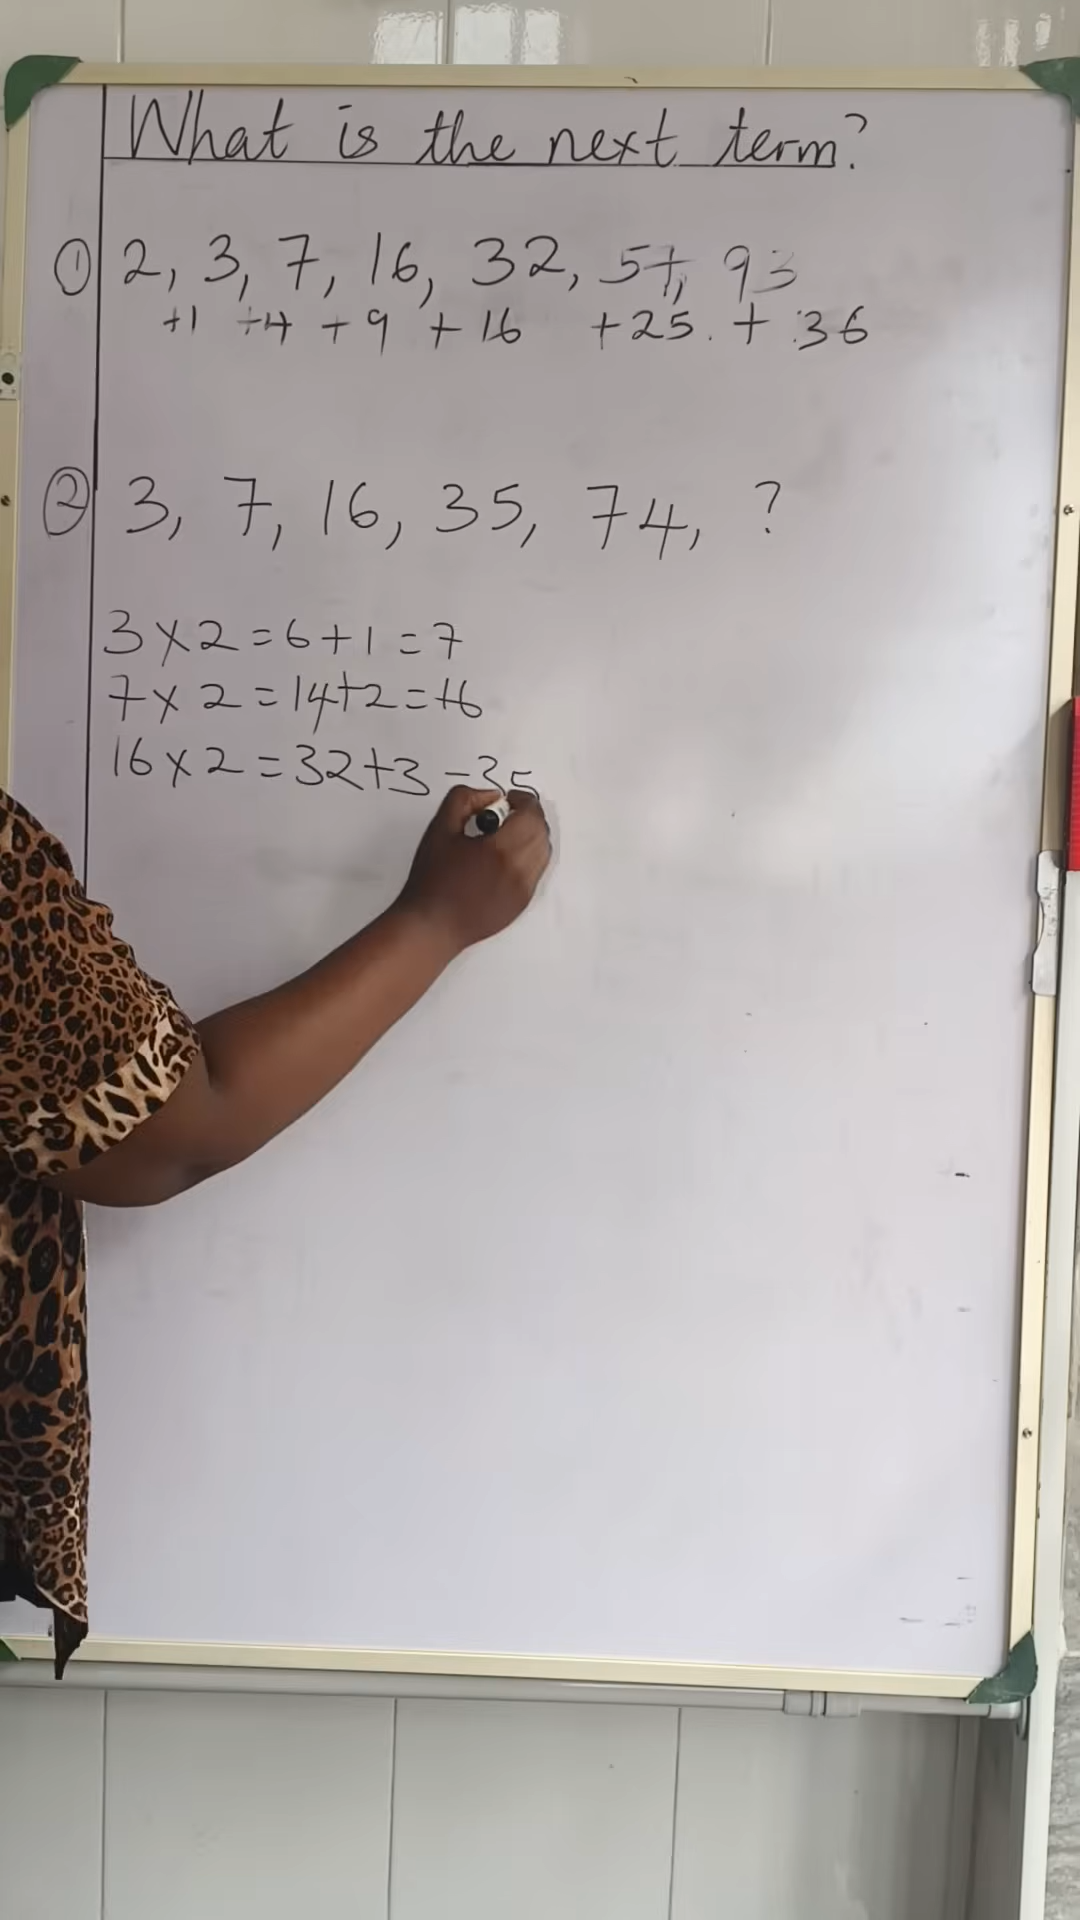 What is the next term?
① 2, 3, 7, 16, 32, 57, 93
+1 +4 +9 +16 +25 . + 36
② 3, 7, 16, 35, 74, ?
3 × 2 = 6 + 1 = 7
7 × 2 = 14 + 2 = 16
16 × 2 = 32 + 3 = 35